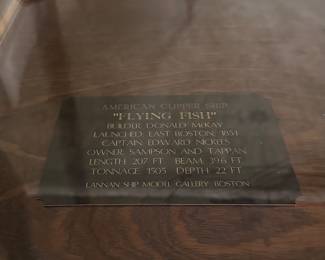 AMERICAN CLIPPER SHIP
"FLYING FISH"
BUILDER: DONALD McKAY
LAUNCHED: EAST BOSTON, 1851
CAPTAIN: EDWARD NICKELS
OWNER: SAMPSON AND TAPPAN
LENGTH: 207 FT. BEAM: 39.6 FT.
TONNAGE: 1505 DEPTH: 22 FT.
LANNAN SHIP MODEL GALLERY, BOSTON